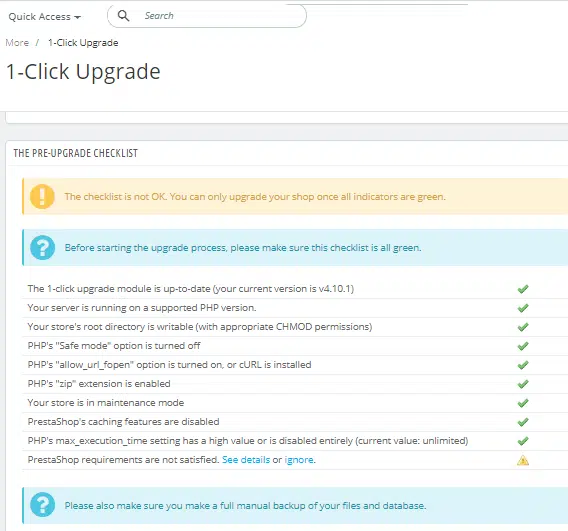 Quick Access
Search
More / 1-Click Upgrade
1-Click Upgrade
THE PRE-UPGRADE CHECKLIST
The checklist is not OK. You can only upgrade your shop once all indicators are green.
Before starting the upgrade process, please make sure this checklist is all green.
The 1-click upgrade module is up-to-date (your current version is v4.10.1)
Your server is running on a supported PHP version.
Your store's root directory is writable (with appropriate CHMOD permissions)
PHP's "Safe mode" option is turned off
PHP's "allow_url_fopen" option is turned on, or cURL is installed
PHP's "zip" extension is enabled
Your store is in maintenance mode
PrestaShop's caching features are disabled
PHP's max_execution_time setting has a high value or is disabled entirely (current value: unlimited)
PrestaShop requirements are not satisfied. See details or ignore.
Please also make sure you make a full manual backup of your files and database.